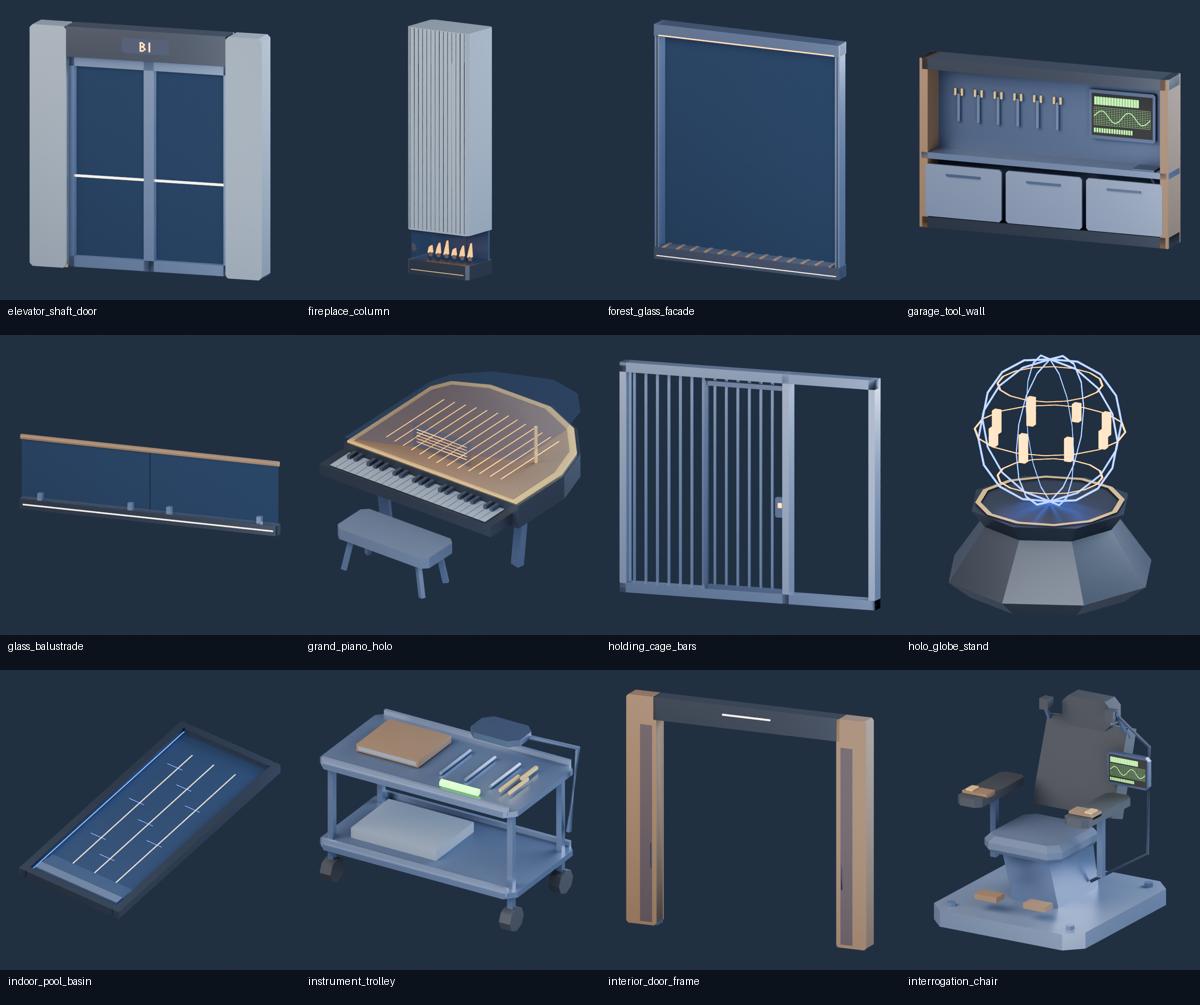 B1
elevator_shaft_door
fireplace_column
forest_glass_facade
garage_tool_wall
glass_balustrade
grand_piano_holo
holding_cage_bars
holo_globe_stand
indoor_pool_basin
instrument_trolley
interior_door_frame
interrogation_chair